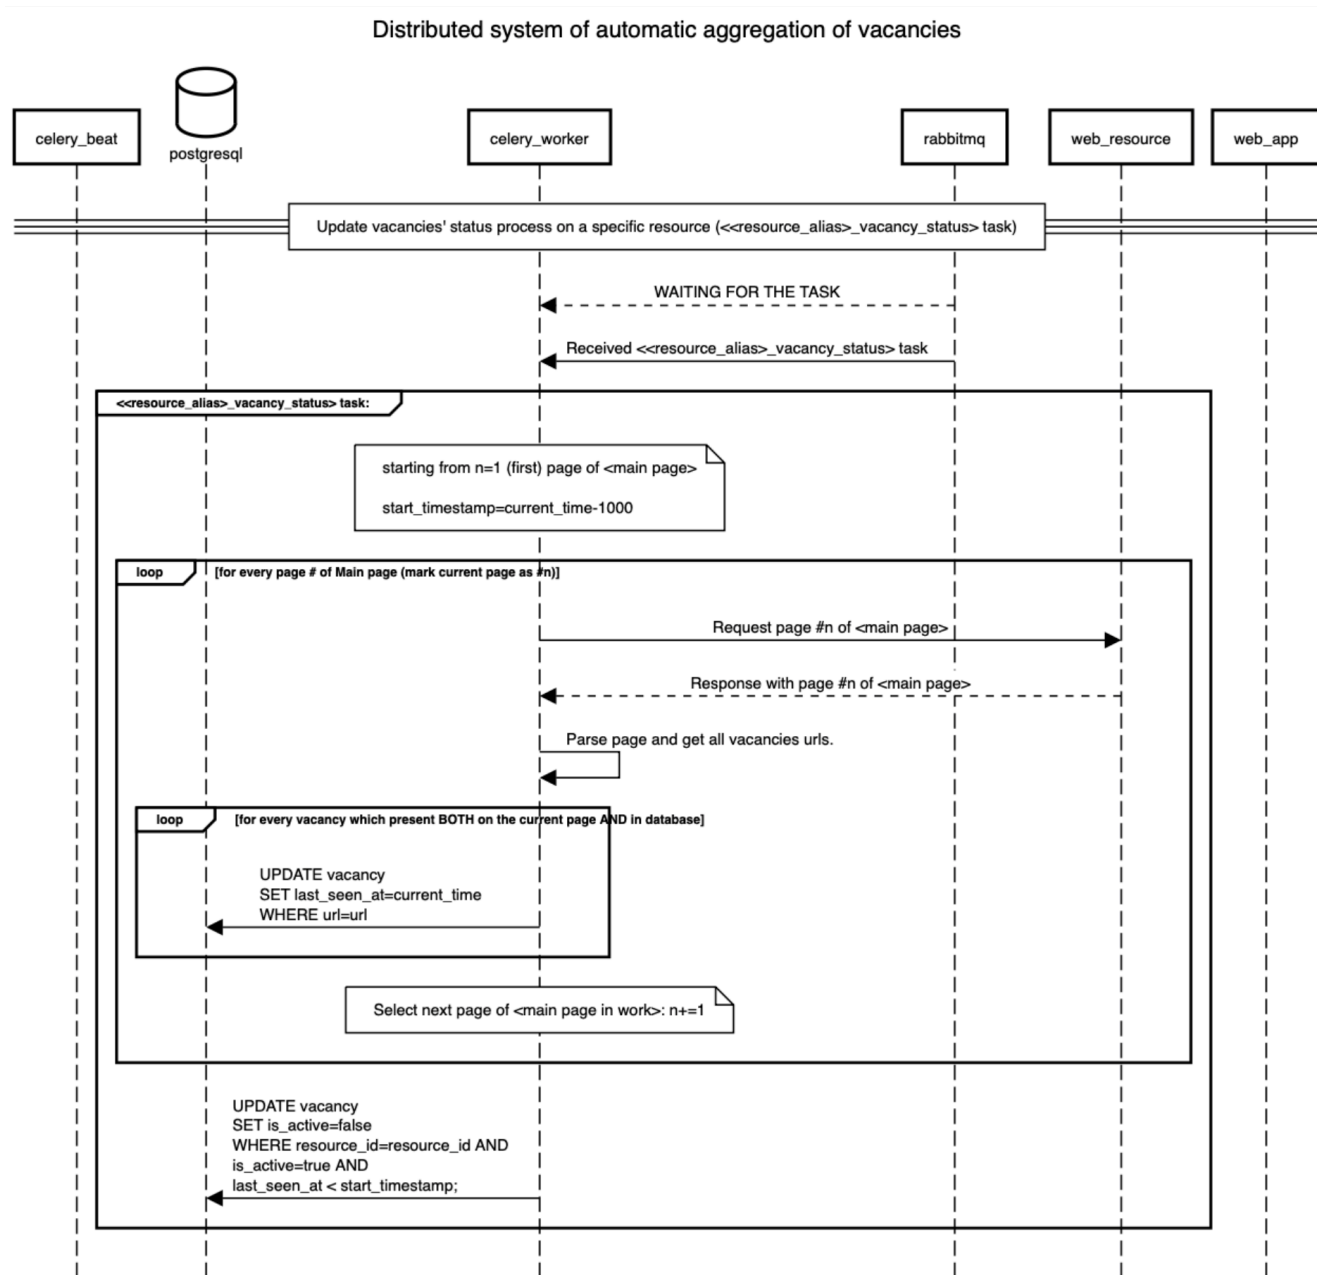 Distributed system of automatic aggregation of vacancies
celery_beat
postgresql
celery_worker
rabbitmq
web_resource
web_app
Update vacancies' status process on a specific resource (<<resource_alias>_vacancy_status> task)
WAITING FOR THE TASK
Received <<resource_alias>_vacancy_status> task
<<resource_alias>_vacancy_status> task:
starting from n=1 (first) page of <main page>
start_timestamp=current_time-1000
loop
[for every page # of Main page (mark current page as #n)]
Request page #n of <main page>
Response with page #n of <main page>
Parse page and get all vacancies urls.
loop
[for every vacancy which present BOTH on the current page AND in database]
UPDATE vacancy
SET last_seen_at=current_time
WHERE url=url
Select next page of <main page in work>: n+=1
UPDATE vacancy
SET is_active=false
WHERE resource_id=resource_id AND
is_active=true AND
last_seen_at < start_timestamp;